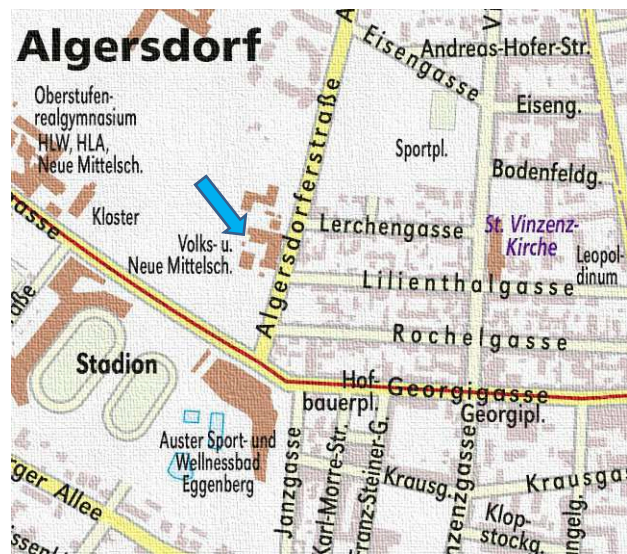 Algersdorf
Eisengasse
Andreas-Hofer-Str.
Oberstufen-
realgymnasium
HLW, HLA,
Neue Mittelsch.
Eiseng.
Sportpl.
Bodenfeldg.
Algersdorferstraße
Kloster
Lerchengasse
St. Vinzenz-
Kirche
Volks- u.
Neue Mittelsch.
Leopol-
dinum
Lilienthalgasse
Rochelgasse
Stadion
Hof-
bauerpl.
Georgigasse
Georgipl.
Auster Sport- und
Wellnessbad
Eggenberg
Janzgasse
Karl-Morre-Str.
Franz-Steiner-G.
Krausg.
Allee
Klop-
stockg.